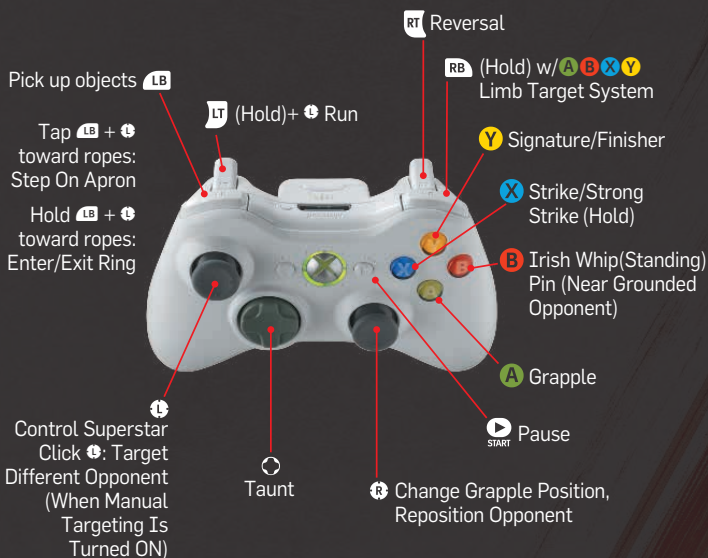 RT Reversal
RB (Hold) w/ A B X Y
Limb Target System
Pick up objects LB
LT (Hold)+ L Run
Tap LB + L
toward ropes:
Step On Apron
Y Signature/Finisher
X Strike/Strong
Strike (Hold)
Hold LB + L
toward ropes:
Enter/Exit Ring
B Irish Whip(Standing)
Pin (Near Grounded
Opponent)
Y
X
B
A
A Grapple
START Pause
L
Control Superstar
Click L: Target
Different Opponent
(When Manual
Targeting Is
Turned ON)
Taunt
R Change Grapple Position,
Reposition Opponent